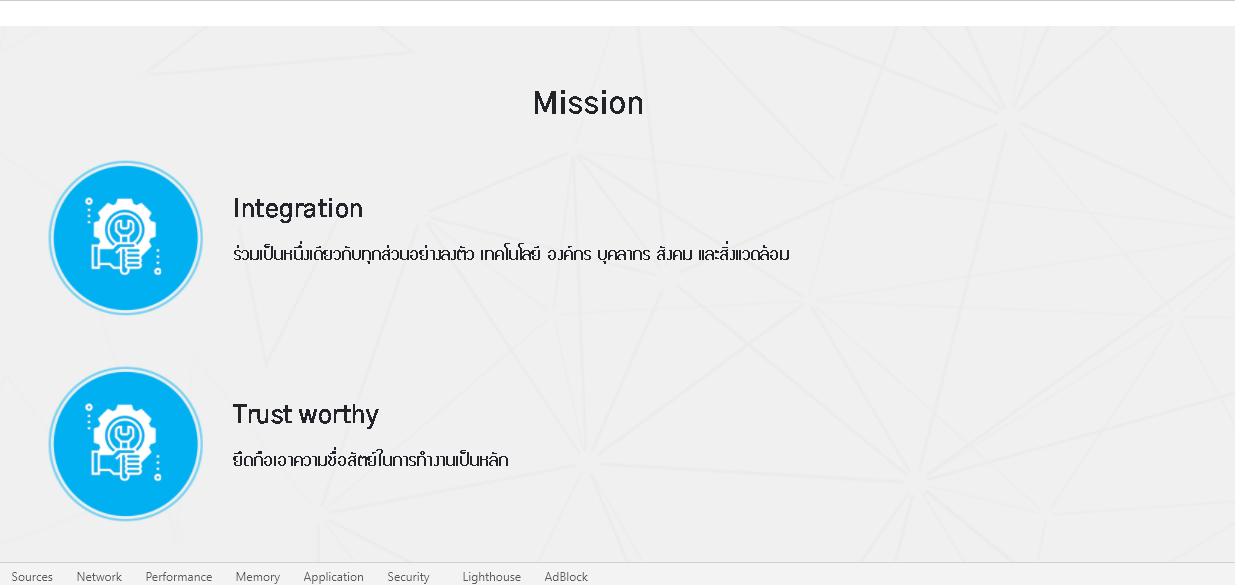 Mission
Integration
ร่วมเป็นหนึ่งเดียวกับทุกส่วนอย่างลงตัว เทคโนโลยี องค์กร บุคลากร สังคม และสิ่งแวดล้อม
Trust worthy
ยึดถือเอาความซื่อสัตย์ในการทำงานเป็นหลัก
Sources Network Performance Memory Application Security Lighthouse AdBlock